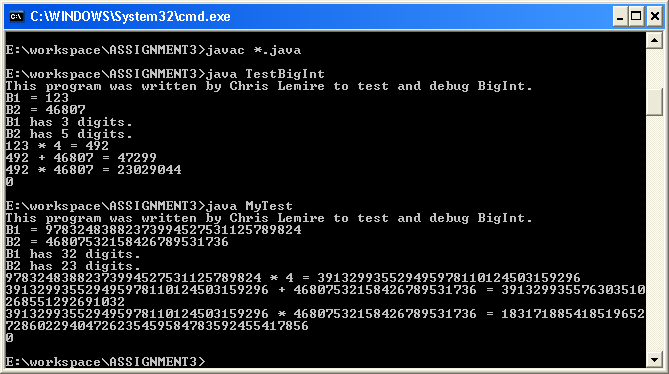 C:\WINDOWS\System32\cmd.exe
E:\workspace\ASSIGNMENT3>javac *.java
E:\workspace\ASSIGNMENT3>java TestBigInt
This program was written by Chris Lemire to test and debug BigInt.
B1 = 123
B2 = 46807
B1 has 3 digits.
B2 has 5 digits.
123 * 4 = 492
492 + 46807 = 47299
492 * 46807 = 23029044
0
E:\workspace\ASSIGNMENT3>java MyTest
This program was written by Chris Lemire to test and debug BigInt.
B1 = 97832483882373994527531125789824
B2 = 46807532158426789531736
B1 has 32 digits.
B2 has 23 digits.
97832483882373994527531125789824 * 4 = 391329935529495978110124503159296
391329935529495978110124503159296 + 46807532158426789531736 = 391329935576303510
268551292691032
391329935529495978110124503159296 * 46807532158426789531736 = 183171885418519652
72860229404726235459584783592455417856
0
E:\workspace\ASSIGNMENT3>